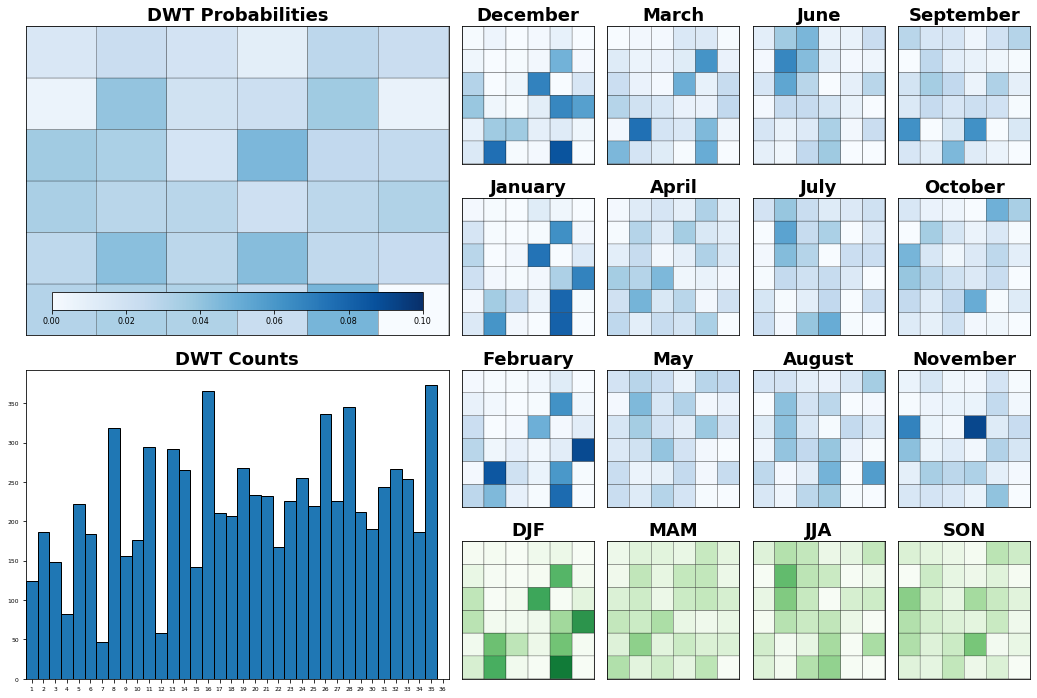 DWT Probabilities
December March June September
0.00 0.02 0.04 0.06 0.08 0.10
January April July October
DWT Counts
February May August November
350
300
250
200
150
100
50
0
DJF MAM JJA SON
1 2 3 4 5 6 7 8 9 10 11 12 13 14 15 16 17 18 19 20 21 22 23 24 25 26 27 28 29 30 31 32 33 34 35 36